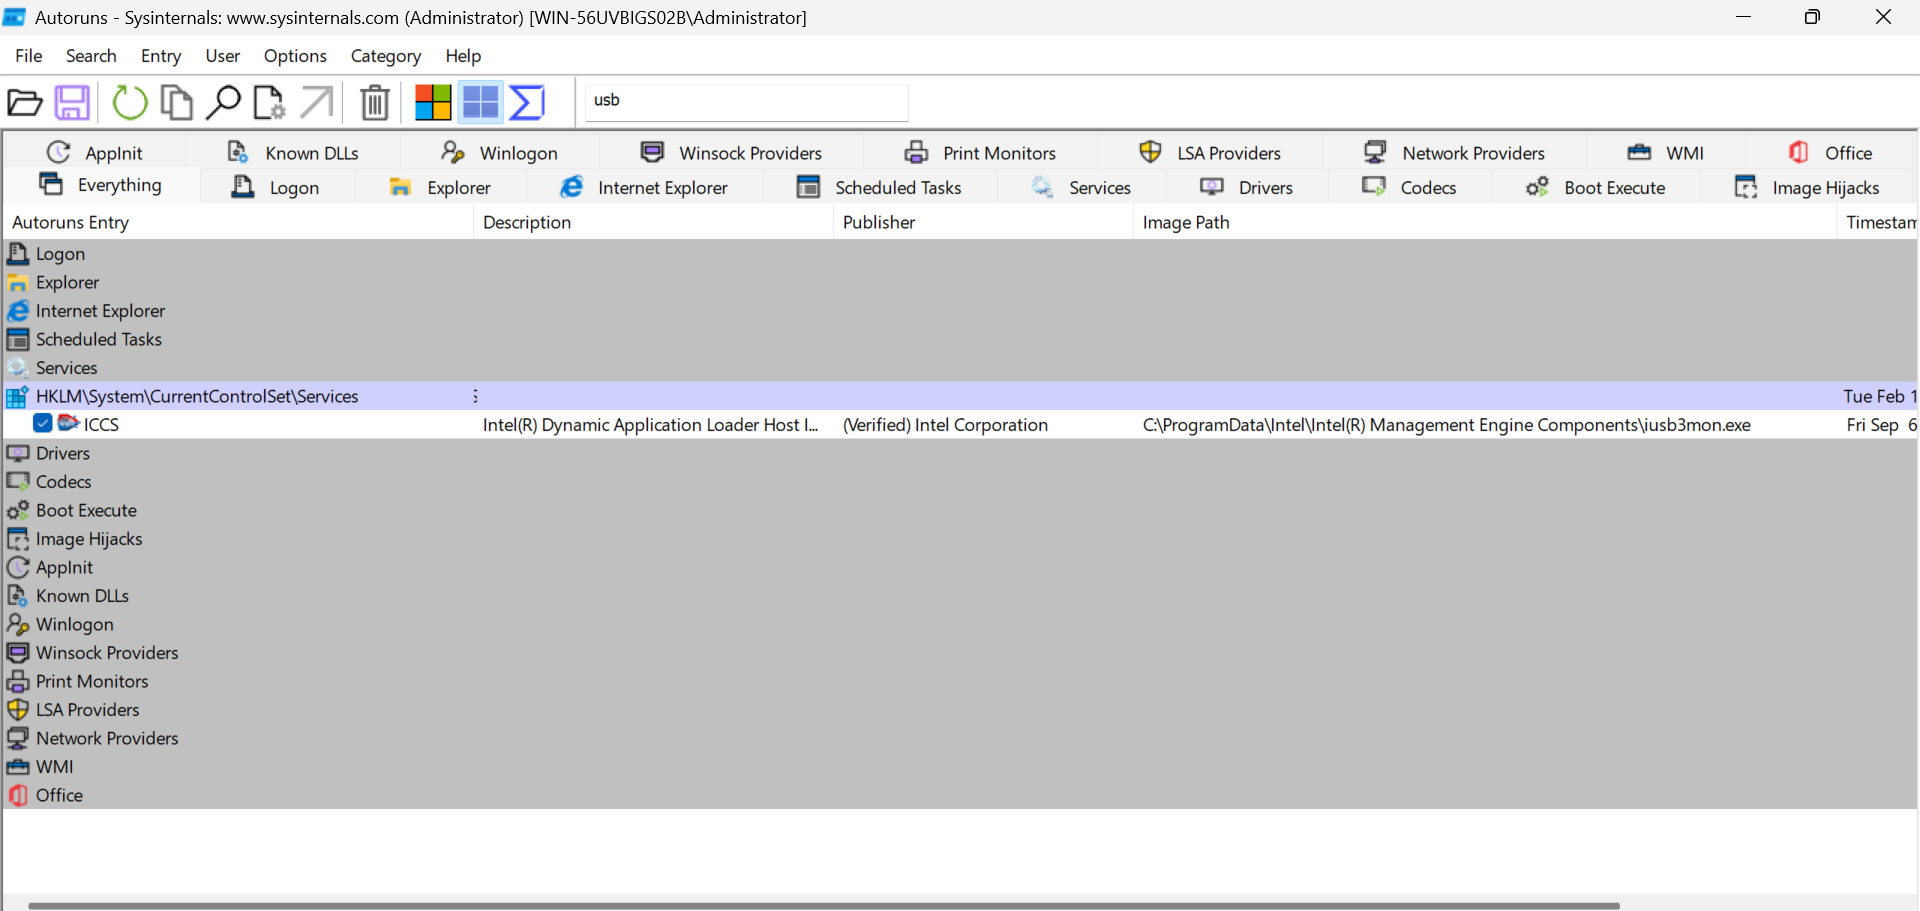 Autoruns - Sysinternals: www.sysinternals.com (Administrator) [WIN-56UVBIGS02B\Administrator]
File Search Entry User Options Category Help
usb
AppInit Known DLLs Winlogon Winsock Providers Print Monitors LSA Providers Network Providers WMI Office
Everything Logon Explorer Internet Explorer Scheduled Tasks Services Drivers Codecs Boot Execute Image Hijacks
Autoruns Entry Description Publisher Image Path Timestam
Logon
Explorer
Internet Explorer
Scheduled Tasks
Services
HKLM\System\CurrentControlSet\Services Tue Feb 1
ICCS Intel(R) Dynamic Application Loader Host I... (Verified) Intel Corporation C:\ProgramData\Intel\Intel(R) Management Engine Components\iusb3mon.exe Fri Sep 6
Drivers
Codecs
Boot Execute
Image Hijacks
AppInit
Known DLLs
Winlogon
Winsock Providers
Print Monitors
LSA Providers
Network Providers
WMI
Office